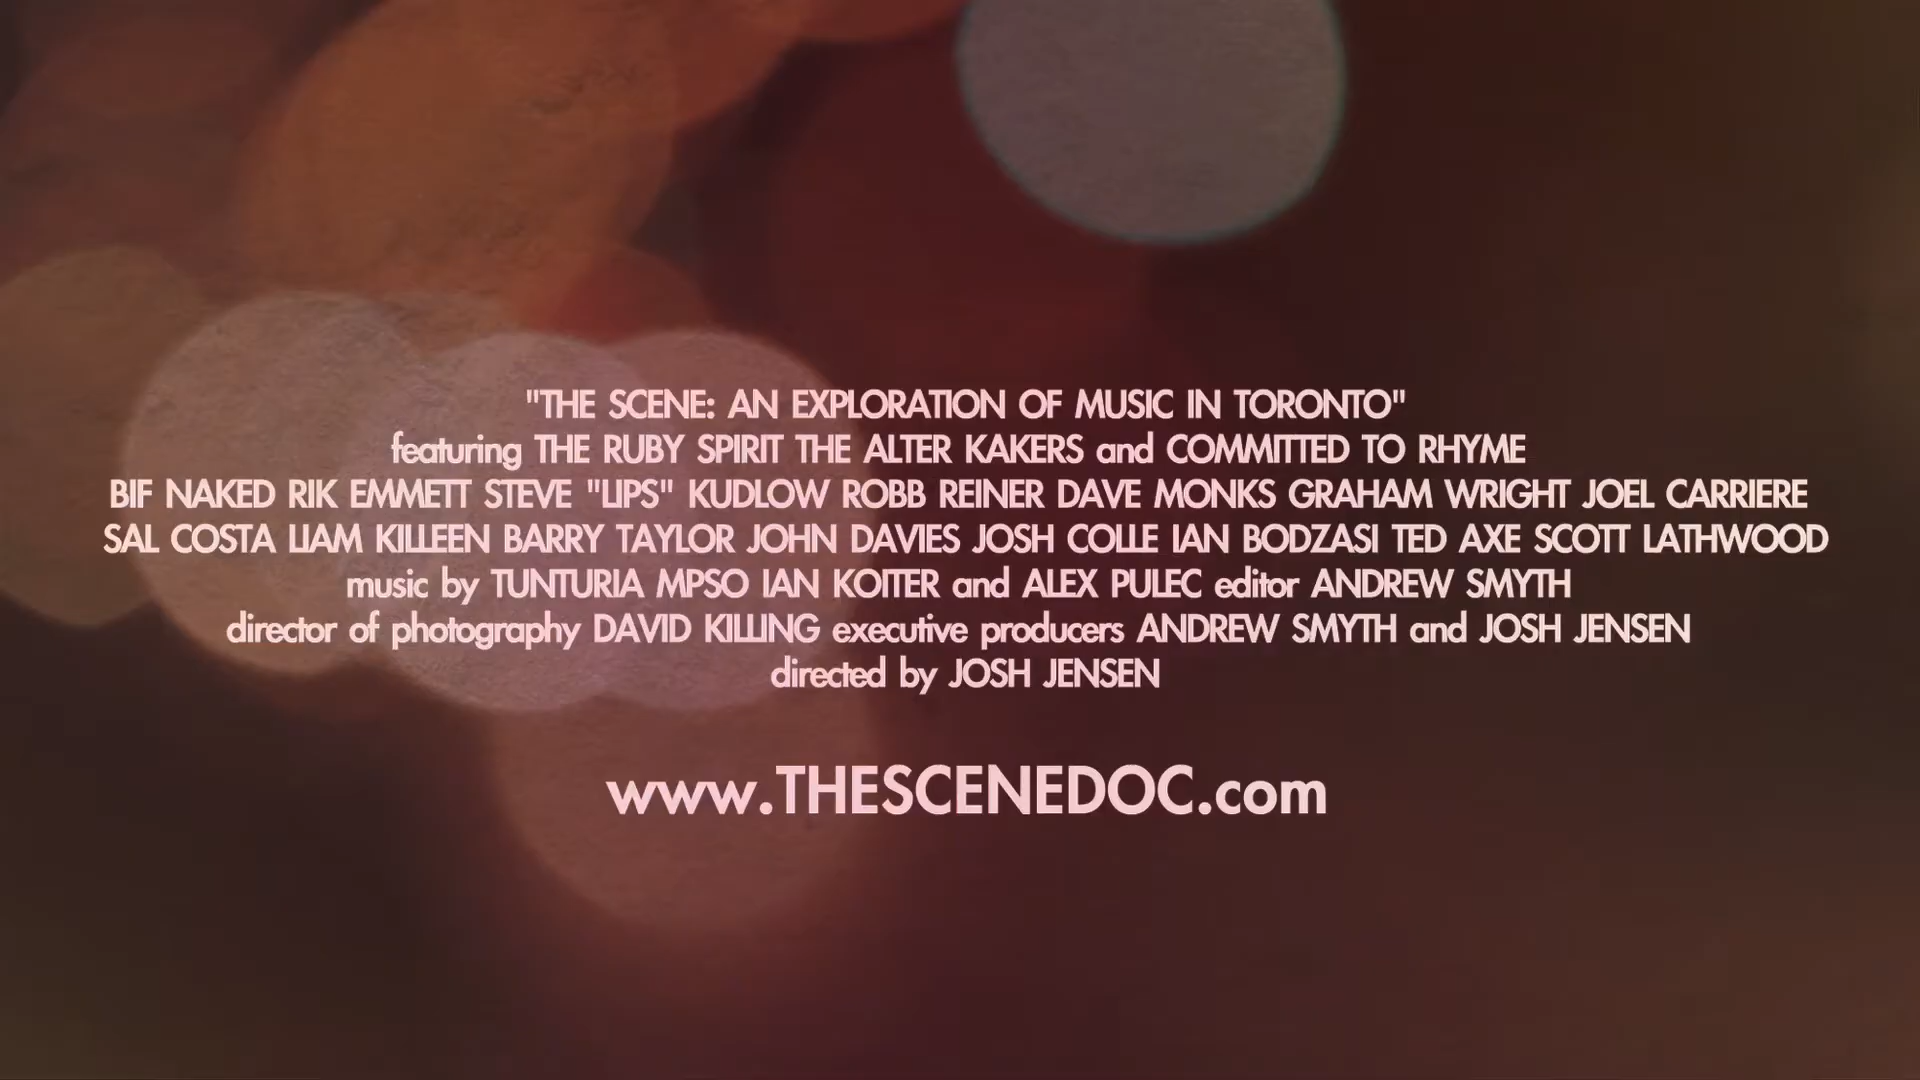 "THE SCENE: AN EXPLORATION OF MUSIC IN TORONTO"
featuring THE RUBY SPIRIT THE ALTER KAKERS and COMMITTED TO RHYME
BIF NAKED RIK EMMETT STEVE "LIPS" KUDLOW ROBB REINER DAVE MONKS GRAHAM WRIGHT JOEL CARRIERE
SAL COSTA LIAM KILLEEN BARRY TAYLOR JOHN DAVIES JOSH COLLE IAN BODZASI TED AXE SCOTT LATHWOOD
music by TUNTURIA MPSO IAN KOITER and ALEX PULEC editor ANDREW SMYTH
director of photography DAVID KILLING executive producers ANDREW SMYTH and JOSH JENSEN
directed by JOSH JENSEN
www.THESCENEDOC.com